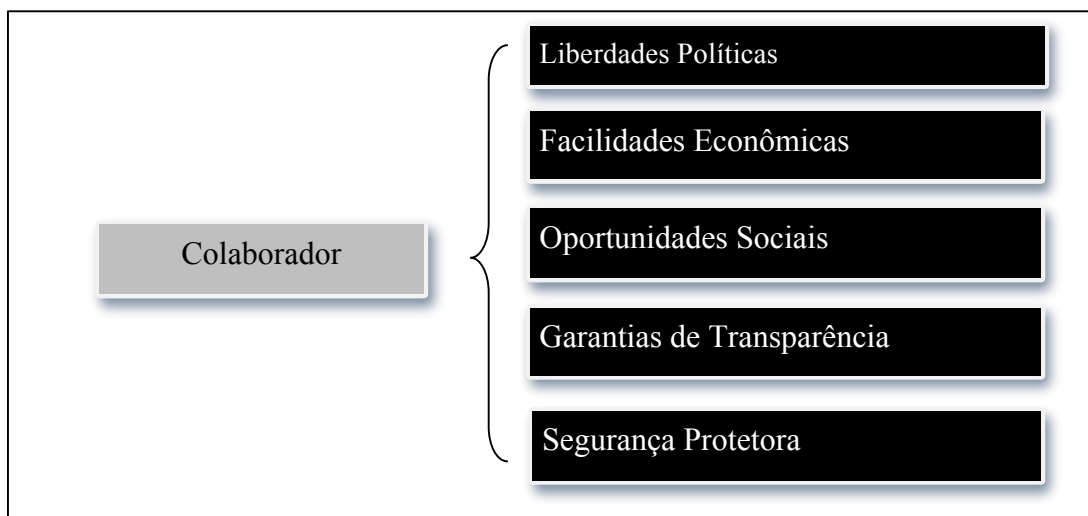 Liberdades Políticas
Facilidades Econômicas
Colaborador
Oportunidades Sociais
Garantias de Transparência
Segurança Protetora